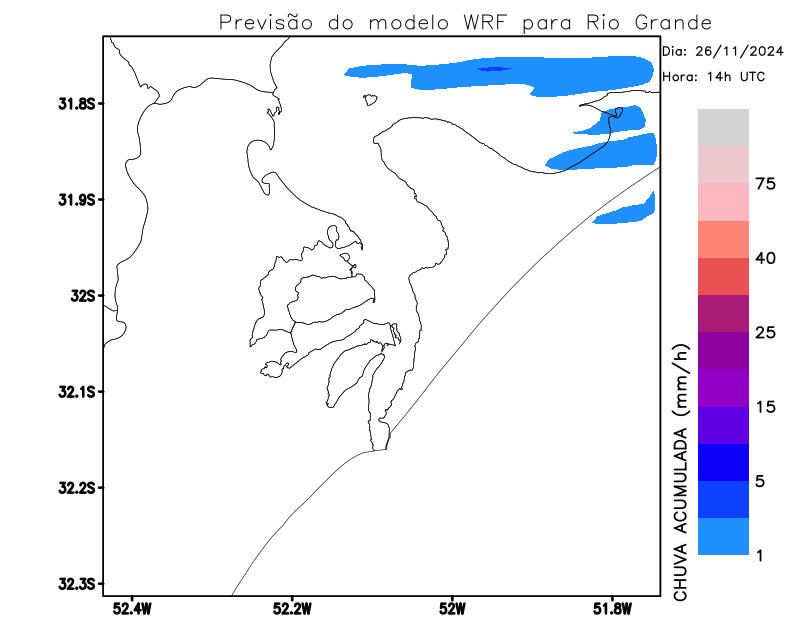 Previsão do modelo WRF para Rio Grande
Dia: 26/11/2024
Hora: 14h UTC
31.8S
31.9S
32S
32.1S
32.2S
32.3S
52.4W
52.2W
52W
51.8W
75
40
25
15
5
1
CHUVA ACUMULADA (mm/h)